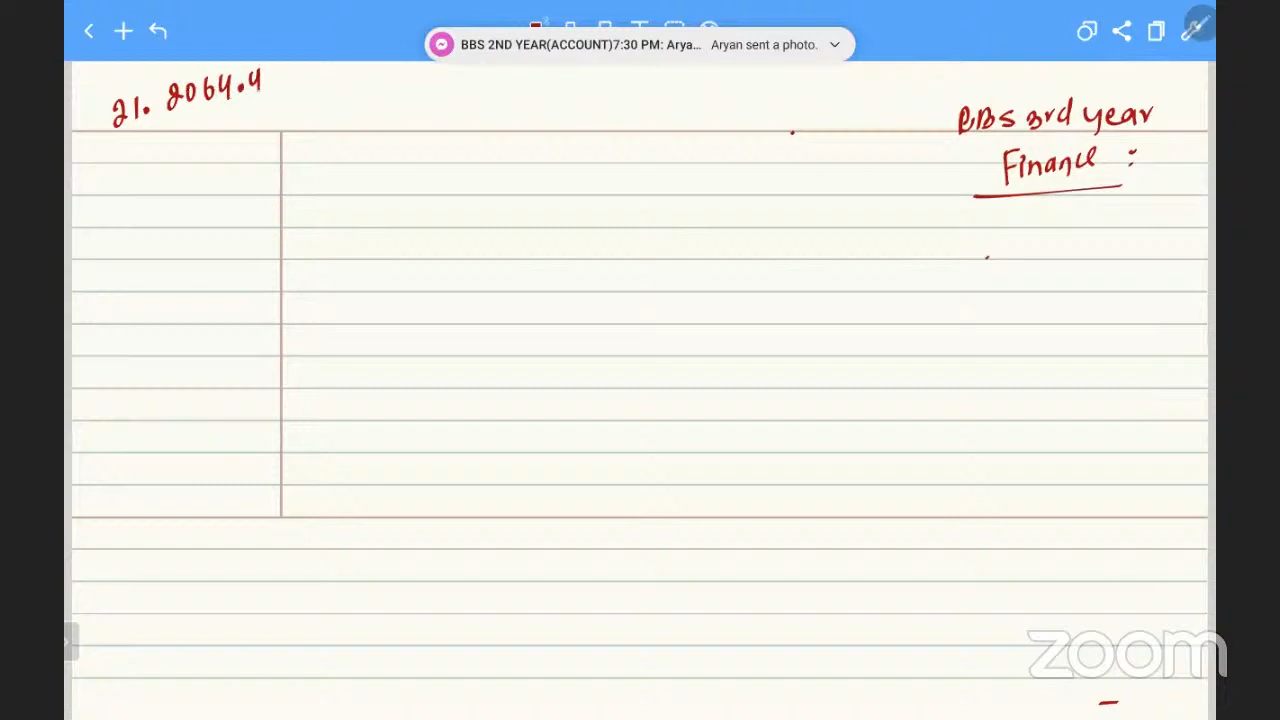 BBS 2ND YEAR(ACCOUNT)7:30 PM: Arya... Aryan sent a photo.
21. 2064.4
BBS 3rd year
Finance :
zoom